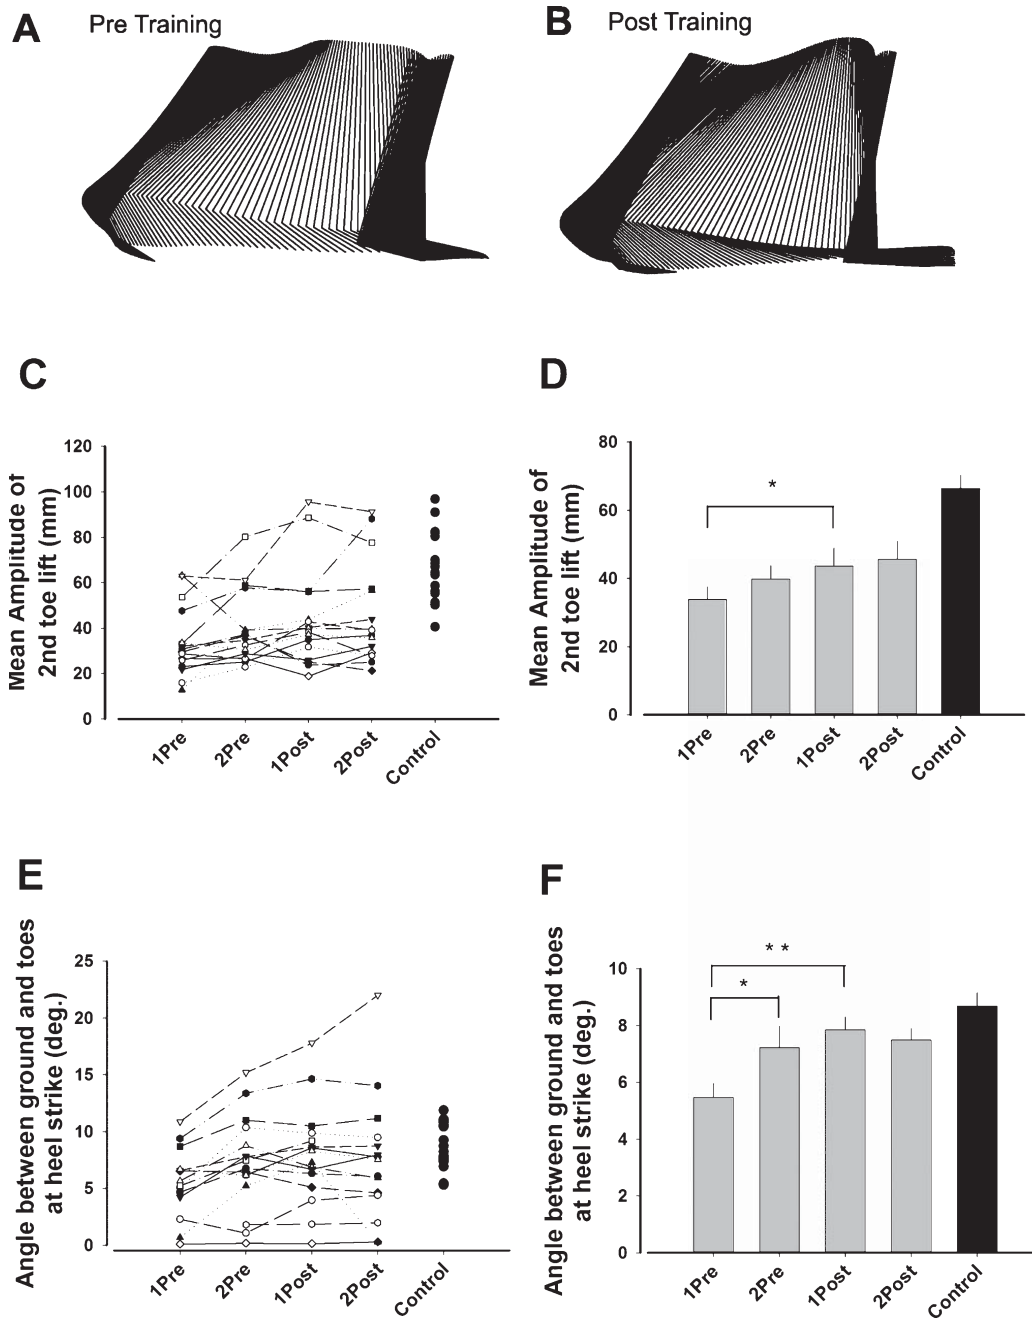 A Pre Training
B Post Training
C
Mean Amplitude of
2nd toe lift (mm)
120
100
80
60
40
20
0
1Pre
2Pre
1Post
2Post
Control
D
Mean Amplitude of
2nd toe lift (mm)
80
60
40
20
0
*
1Pre
2Pre
1Post
2Post
Control
E
Angle between ground and toes
at heel strike (deg.)
25
20
15
10
5
0
1Pre
2Pre
1Post
2Post
Control
F
Angle between ground and toes
at heel strike (deg.)
10
8
6
4
2
0
* *
*
1Pre
2Pre
1Post
2Post
Control